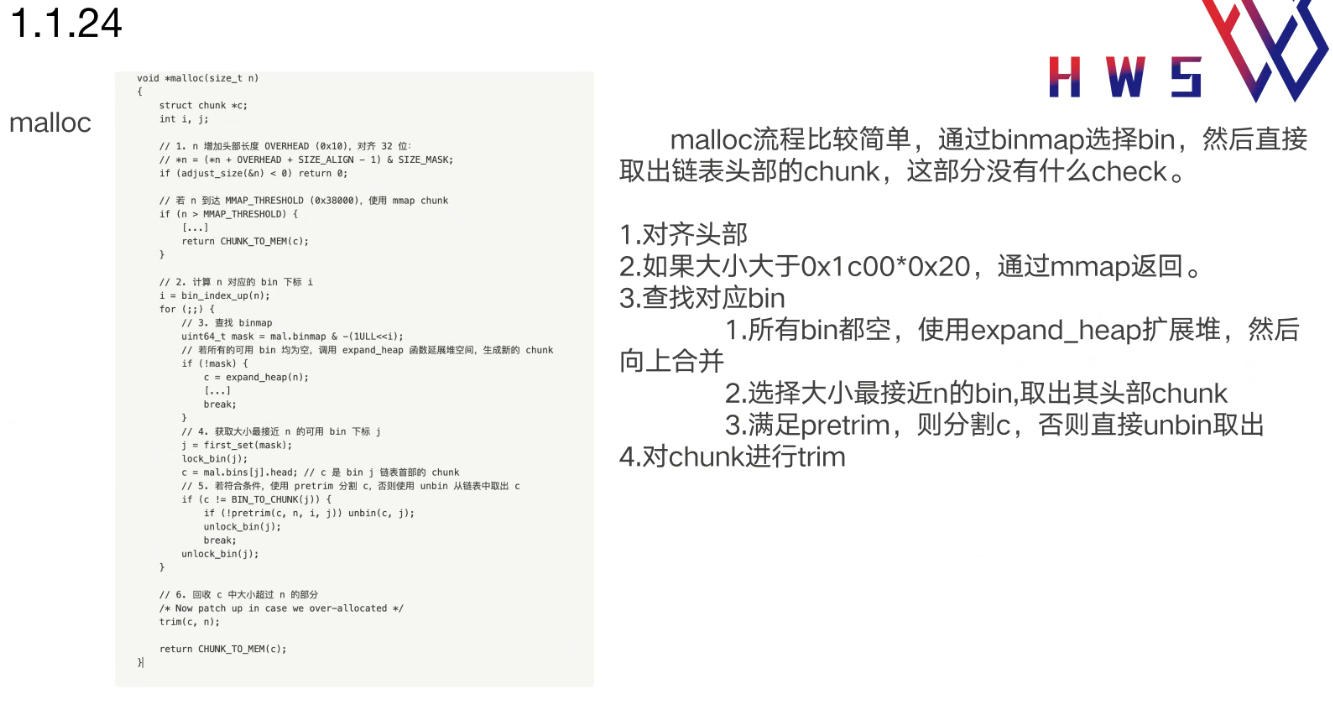 1.1.24
HWS
malloc
void *malloc(size_t n)
{
    struct chunk *c;
    int i, j;

    // 1. n 增加头部长度 OVERHEAD (0x10)，对齐 32 位：
    // *n = (*n + OVERHEAD + SIZE_ALIGN - 1) & SIZE_MASK;
    if (adjust_size(&n) < 0) return 0;

    // 若 n 到达 MMAP_THRESHOLD (0x38000)，使用 mmap chunk
    if (n > MMAP_THRESHOLD) {
        [...]
        return CHUNK_TO_MEM(c);
    }

    // 2. 计算 n 对应的 bin 下标 i
    i = bin_index_up(n);
    for (;;) {
        // 3. 查找 binmap
        uint64_t mask = mal.binmap & -(1ULL<<i);
        // 若所有的可用 bin 均为空，调用 expand_heap 函数延展堆空间，生成新的 chunk
        if (!mask) {
            c = expand_heap(n);
            [...]
            break;
        }
        // 4. 获取大小最接近 n 的可用 bin 下标 j
        j = first_set(mask);
        lock_bin(j);
        c = mal.bins[j].head; // c 是 bin j 链表首部的 chunk
        // 5. 若符合条件，使用 pretrim 分割 c，否则使用 unbin 从链表中取出 c
        if (c != BIN_TO_CHUNK(j)) {
            if (!pretrim(c, n, i, j)) unbin(c, j);
            unlock_bin(j);
            break;
        unlock_bin(j);
    }

    // 6. 回收 c 中大小超过 n 的部分
    /* Now patch up in case we over-allocated */
    trim(c, n);

    return CHUNK_TO_MEM(c);
}
malloc流程比较简单，通过binmap选择bin，然后直接
取出链表头部的chunk，这部分没有什么check。
1.对齐头部
2.如果大小大于0x1c00*0x20，通过mmap返回。
3.查找对应bin
1.所有bin都空，使用expand_heap扩展堆，然后
向上合并
2.选择大小最接近n的bin,取出其头部chunk
3.满足pretrim，则分割c，否则直接unbin取出
4.对chunk进行trim